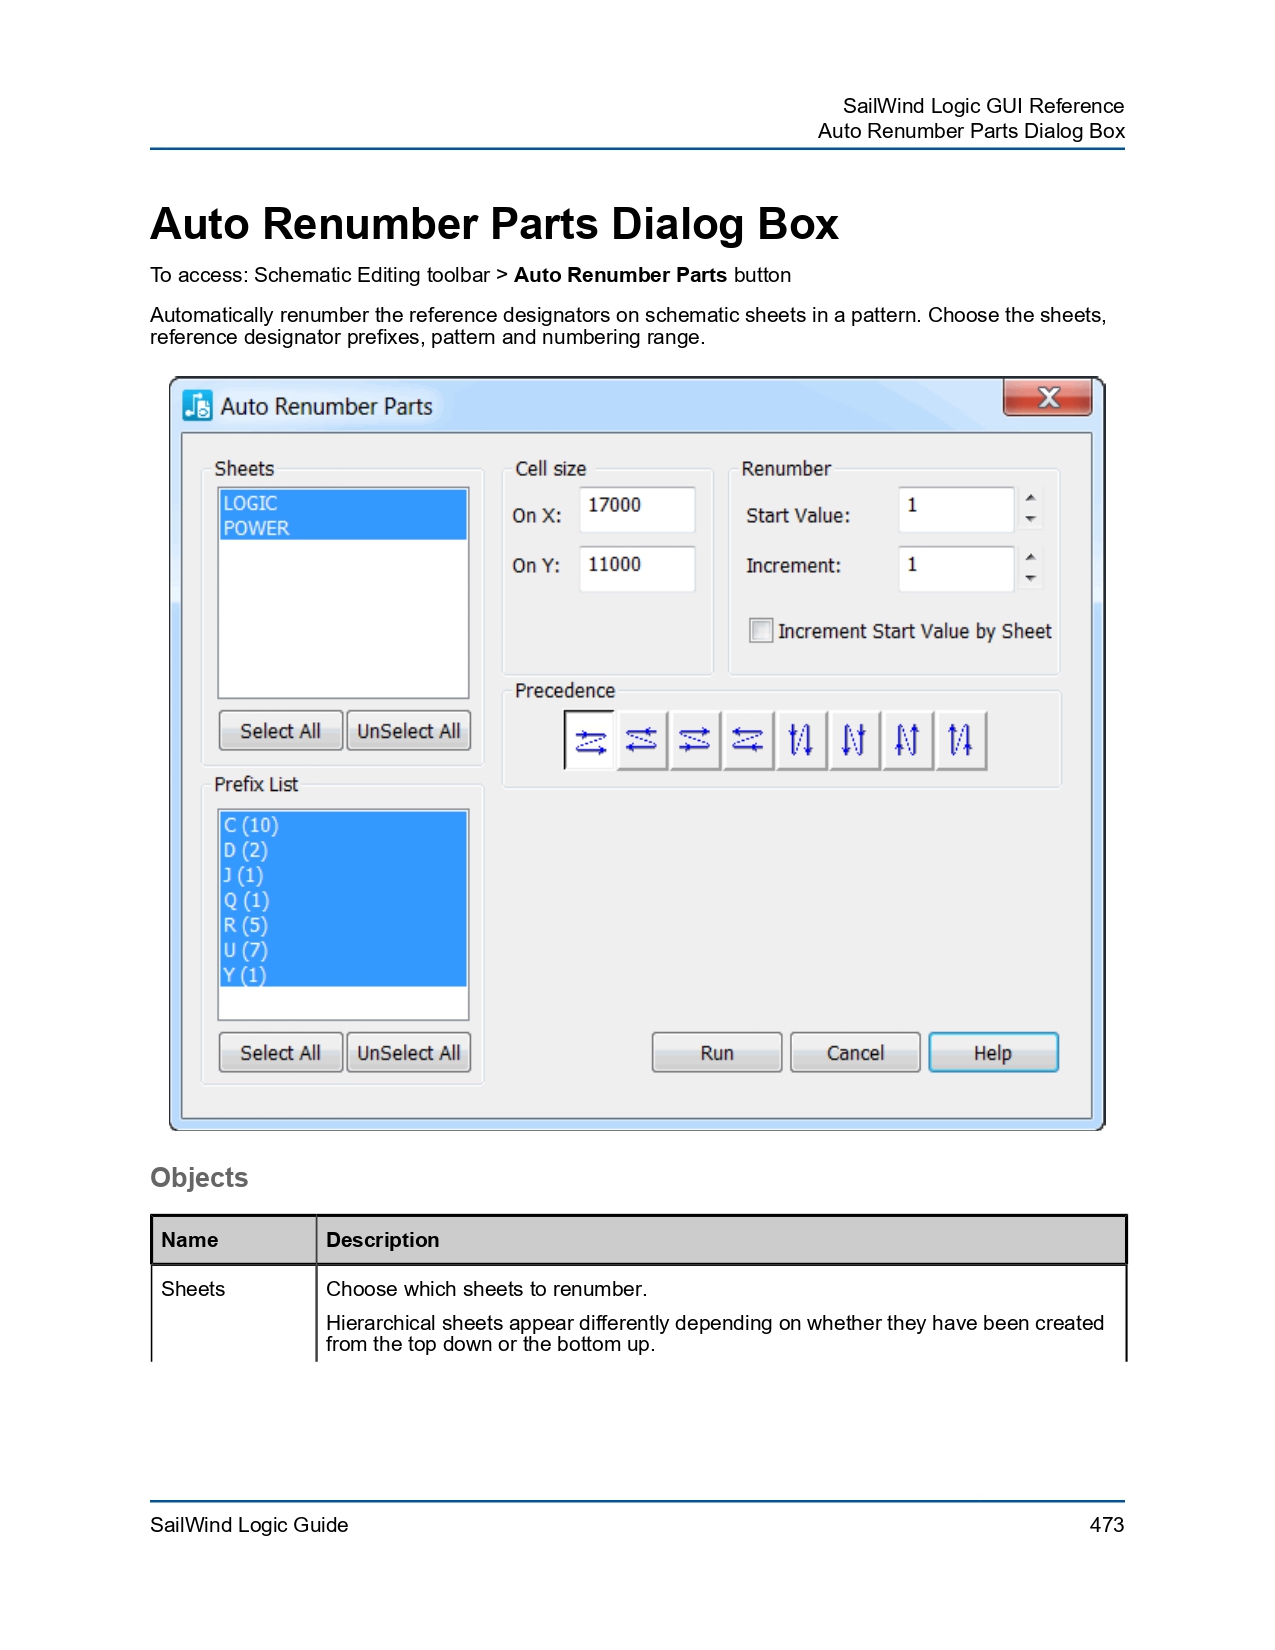 SailWind Logic GUI Reference
Auto Renumber Parts Dialog Box
Auto Renumber Parts Dialog Box
To access: Schematic Editing toolbar > Auto Renumber Parts button
Automatically renumber the reference designators on schematic sheets in a pattern. Choose the sheets,
reference designator prefixes, pattern and numbering range.
Auto Renumber Parts
X
Sheets
LOGIC
POWER
Select All
UnSelect All
Cell size
On X: 17000
On Y: 11000
Renumber
Start Value: 1
Increment: 1
Increment Start Value by Sheet
Precedence
Prefix List
C (10)
D (2)
J (1)
Q (1)
R (5)
U (7)
Y (1)
Select All
UnSelect All
Run
Cancel
Help
Objects
Name Description
Sheets Choose which sheets to renumber.
Hierarchical sheets appear differently depending on whether they have been created
from the top down or the bottom up.
SailWind Logic Guide 473